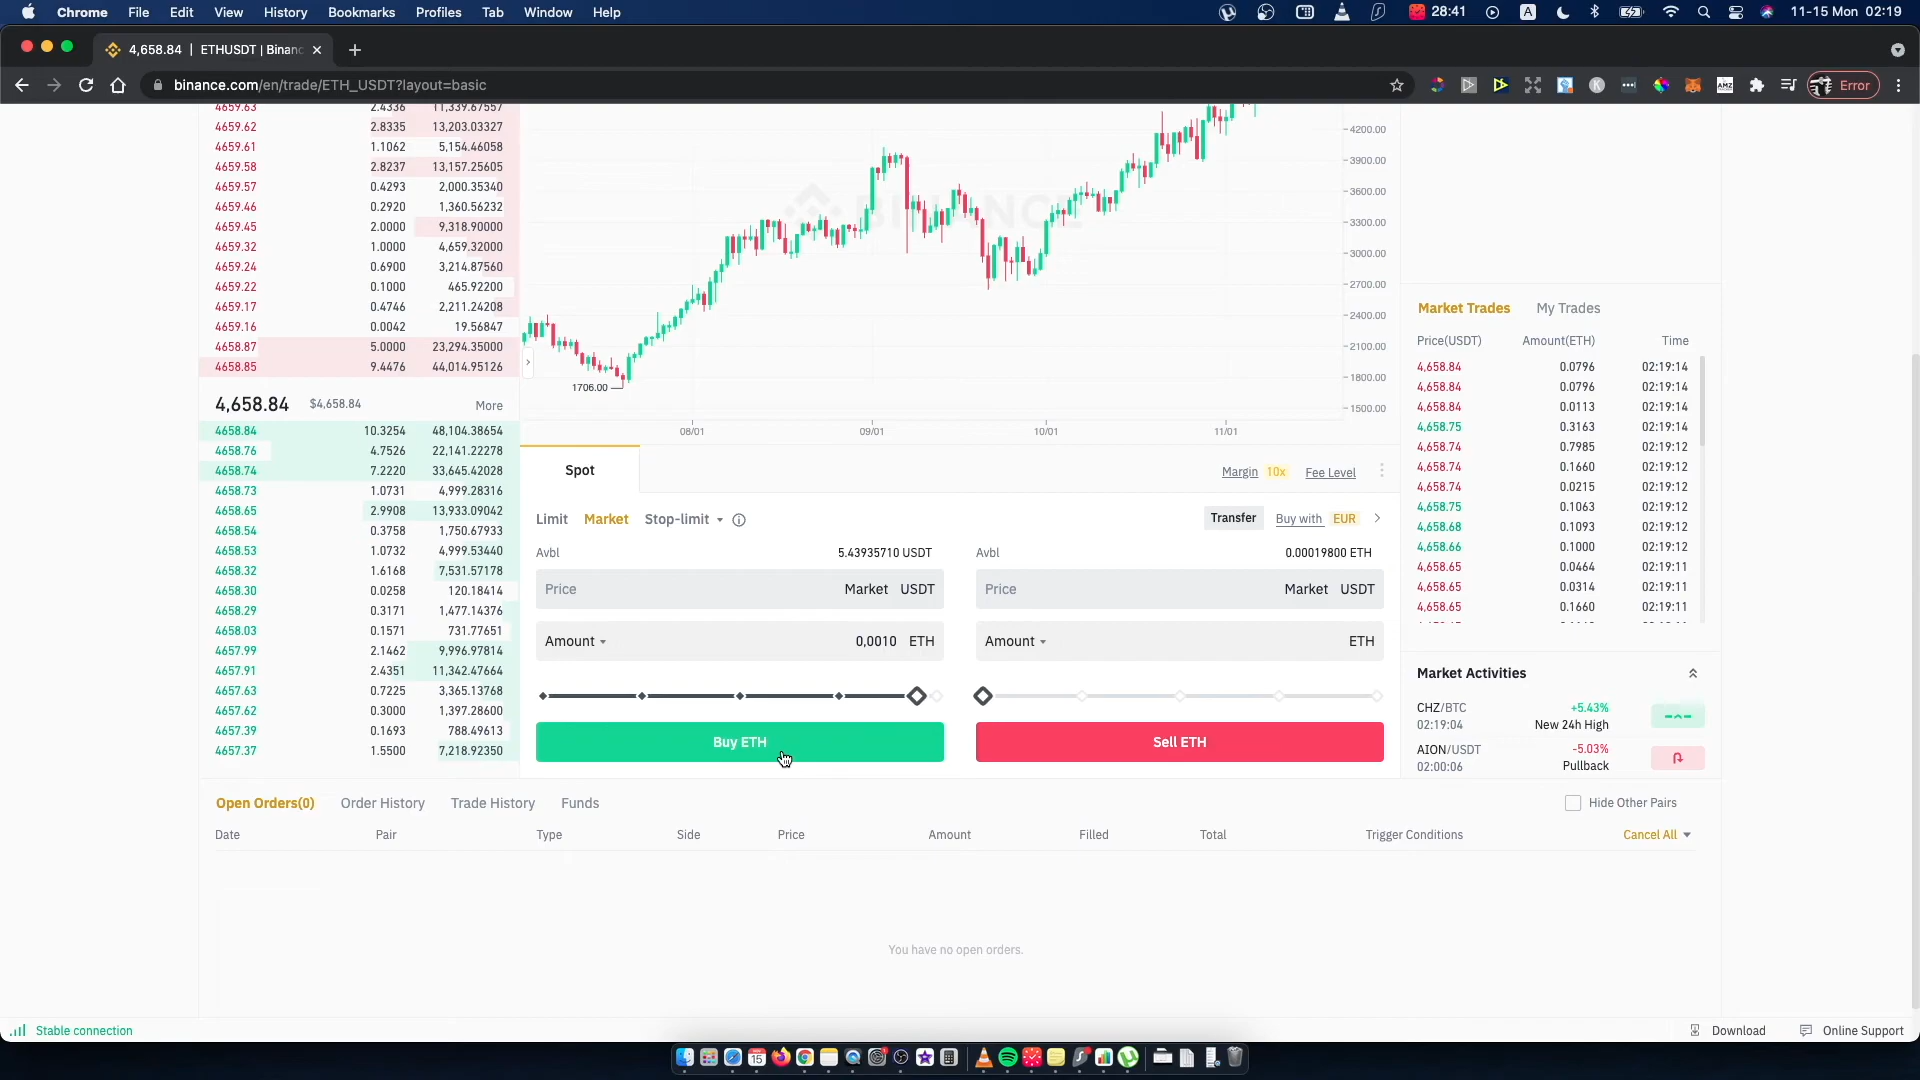 Chrome File Edit View History Bookmarks Profiles Tab Window Help 28:41 A 11-15 Mon 02:19
4,658.84 | ETHUSDT | Binanc
binance.com/en/trade/ETH_USDT?layout=basic Error
4659.63 2.4336 11,339.67557
4659.62 2.8335 13,203.03327
4659.61 1.1062 5,154.46058
4659.58 2.8237 13,157.25605
4659.57 0.4293 2,000.35340
4659.46 0.2920 1,360.56232
4659.45 2.0000 9,318.90000
4659.32 1.0000 4,659.32000
4659.24 0.6900 3,214.87560
4659.22 0.1000 465.92200
4659.17 0.4746 2,211.24208
4659.16 0.0042 19.56847
4658.87 5.0000 23,294.35000
4658.85 9.4476 44,014.95126
4,658.84 $4,658.84 More
4658.84 10.3254 48,104.38654
4658.76 4.7526 22,141.22278
4658.74 7.2220 33,645.42028
4658.73 1.0731 4,999.28316
4658.65 2.9908 13,933.09042
4658.54 0.3758 1,750.67933
4658.53 1.0732 4,999.53440
4658.32 1.6168 7,531.57178
4658.30 0.0258 120.18414
4658.29 0.3171 1,477.14376
4658.03 0.1571 731.77651
4657.99 2.1462 9,996.97814
4657.91 2.4351 11,342.47664
4657.63 0.7225 3,365.13768
4657.62 0.3000 1,397.28600
4657.39 0.1693 788.49613
4657.37 1.5500 7,218.92350
BINANCE
4200.00
3900.00
3600.00
3300.00
3000.00
2700.00
2400.00
2100.00
1800.00
1500.00
1706.00
08/01 09/01 10/01 11/01
Spot Margin 10x Fee Level
Limit Market Stop-limit Transfer Buy with EUR
Avbl 5.43935710 USDT Avbl 0.00019800 ETH
Price Market USDT Price Market USDT
Amount 0,0010 ETH Amount ETH
Buy ETH Sell ETH
Market Trades My Trades
Price(USDT) Amount(ETH) Time
4,658.84 0.0796 02:19:14
4,658.84 0.0796 02:19:14
4,658.84 0.0113 02:19:14
4,658.75 0.3163 02:19:14
4,658.74 0.7985 02:19:12
4,658.74 0.1660 02:19:12
4,658.74 0.0215 02:19:12
4,658.75 0.1063 02:19:12
4,658.68 0.1093 02:19:12
4,658.66 0.1000 02:19:12
4,658.65 0.0464 02:19:11
4,658.65 0.0314 02:19:11
4,658.65 0.1660 02:19:11
Market Activities
CHZ/BTC +5.43%
02:19:04 New 24h High
AION/USDT -5.03%
02:00:06 Pullback
Open Orders(0) Order History Trade History Funds Hide Other Pairs
Date Pair Type Side Price Amount Filled Total Trigger Conditions Cancel All
You have no open orders.
Stable connection Download Online Support